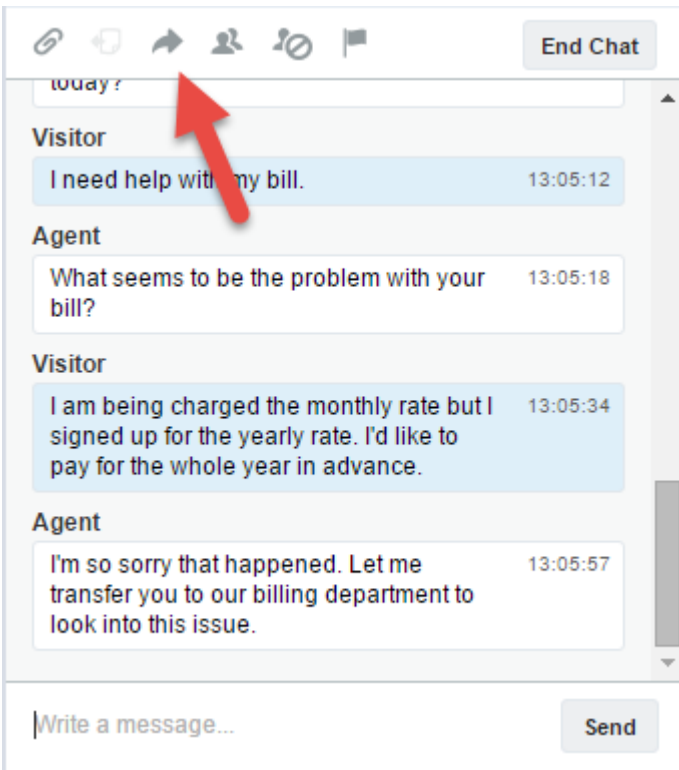 End Chat
today?
Visitor
I need help with my bill. 13:05:12
Agent
What seems to be the problem with your 13:05:18
bill?
Visitor
I am being charged the monthly rate but I 13:05:34
signed up for the yearly rate. I'd like to
pay for the whole year in advance.
Agent
I'm so sorry that happened. Let me 13:05:57
transfer you to our billing department to
look into this issue.
Write a message... Send